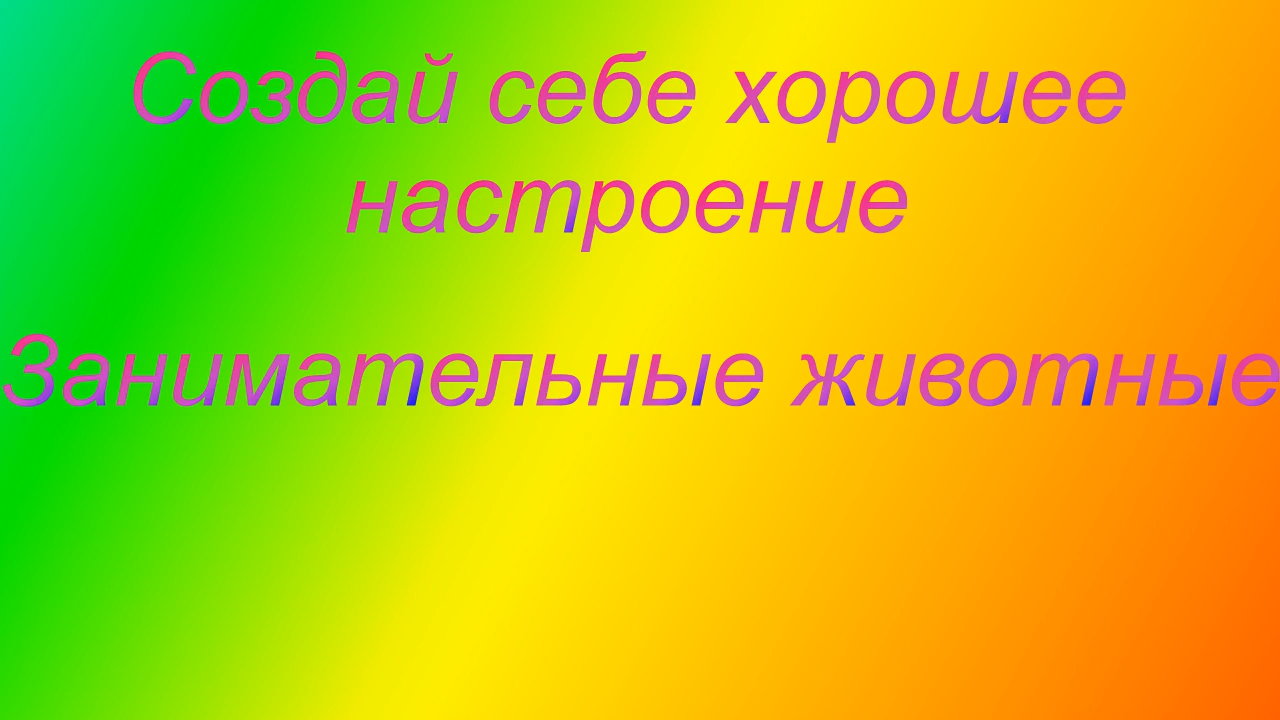 Создай себе хорошее
настроение
Занимательные животные